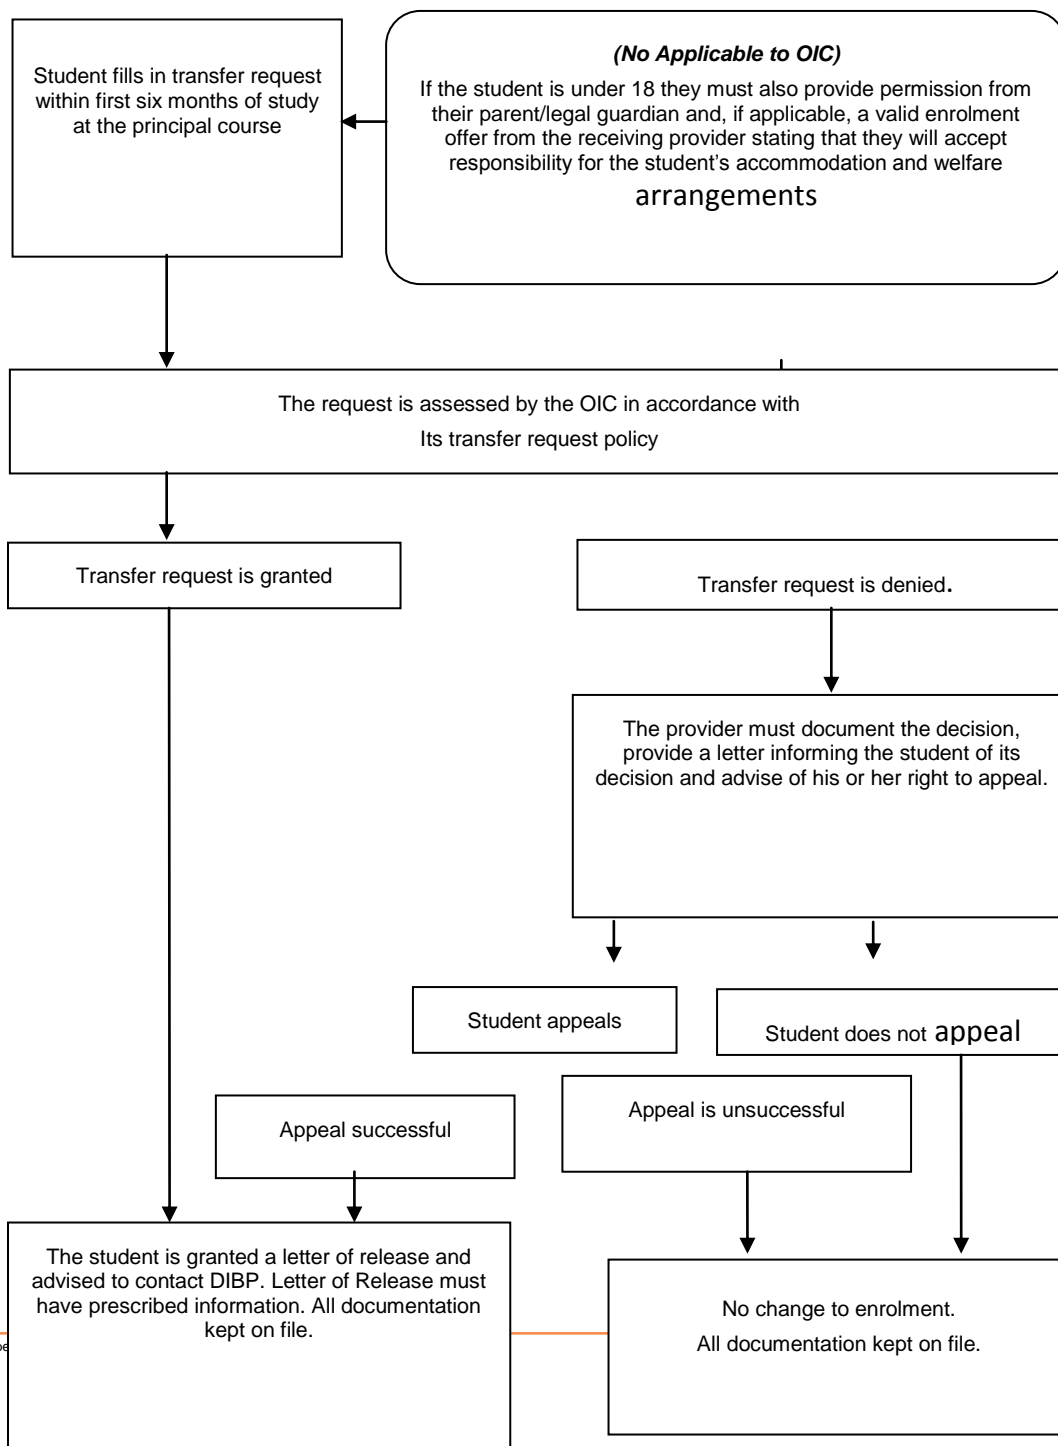 Student fills in transfer request
within first six months of study
at the principal course
(No Applicable to OIC)
If the student is under 18 they must also provide permission from
their parent/legal guardian and, if applicable, a valid enrolment
offer from the receiving provider stating that they will accept
responsibility for the student's accommodation and welfare
arrangements
The request is assessed by the OIC in accordance with
Its transfer request policy
Transfer request is granted
Transfer request is denied.
The provider must document the decision,
provide a letter informing the student of its
decision and advise of his or her right to appeal.
Student appeals
Student does not appeal
Appeal successful
Appeal is unsuccessful
The student is granted a letter of release and
advised to contact DIBP. Letter of Release must
have prescribed information. All documentation
kept on file.
No change to enrolment.
All documentation kept on file.